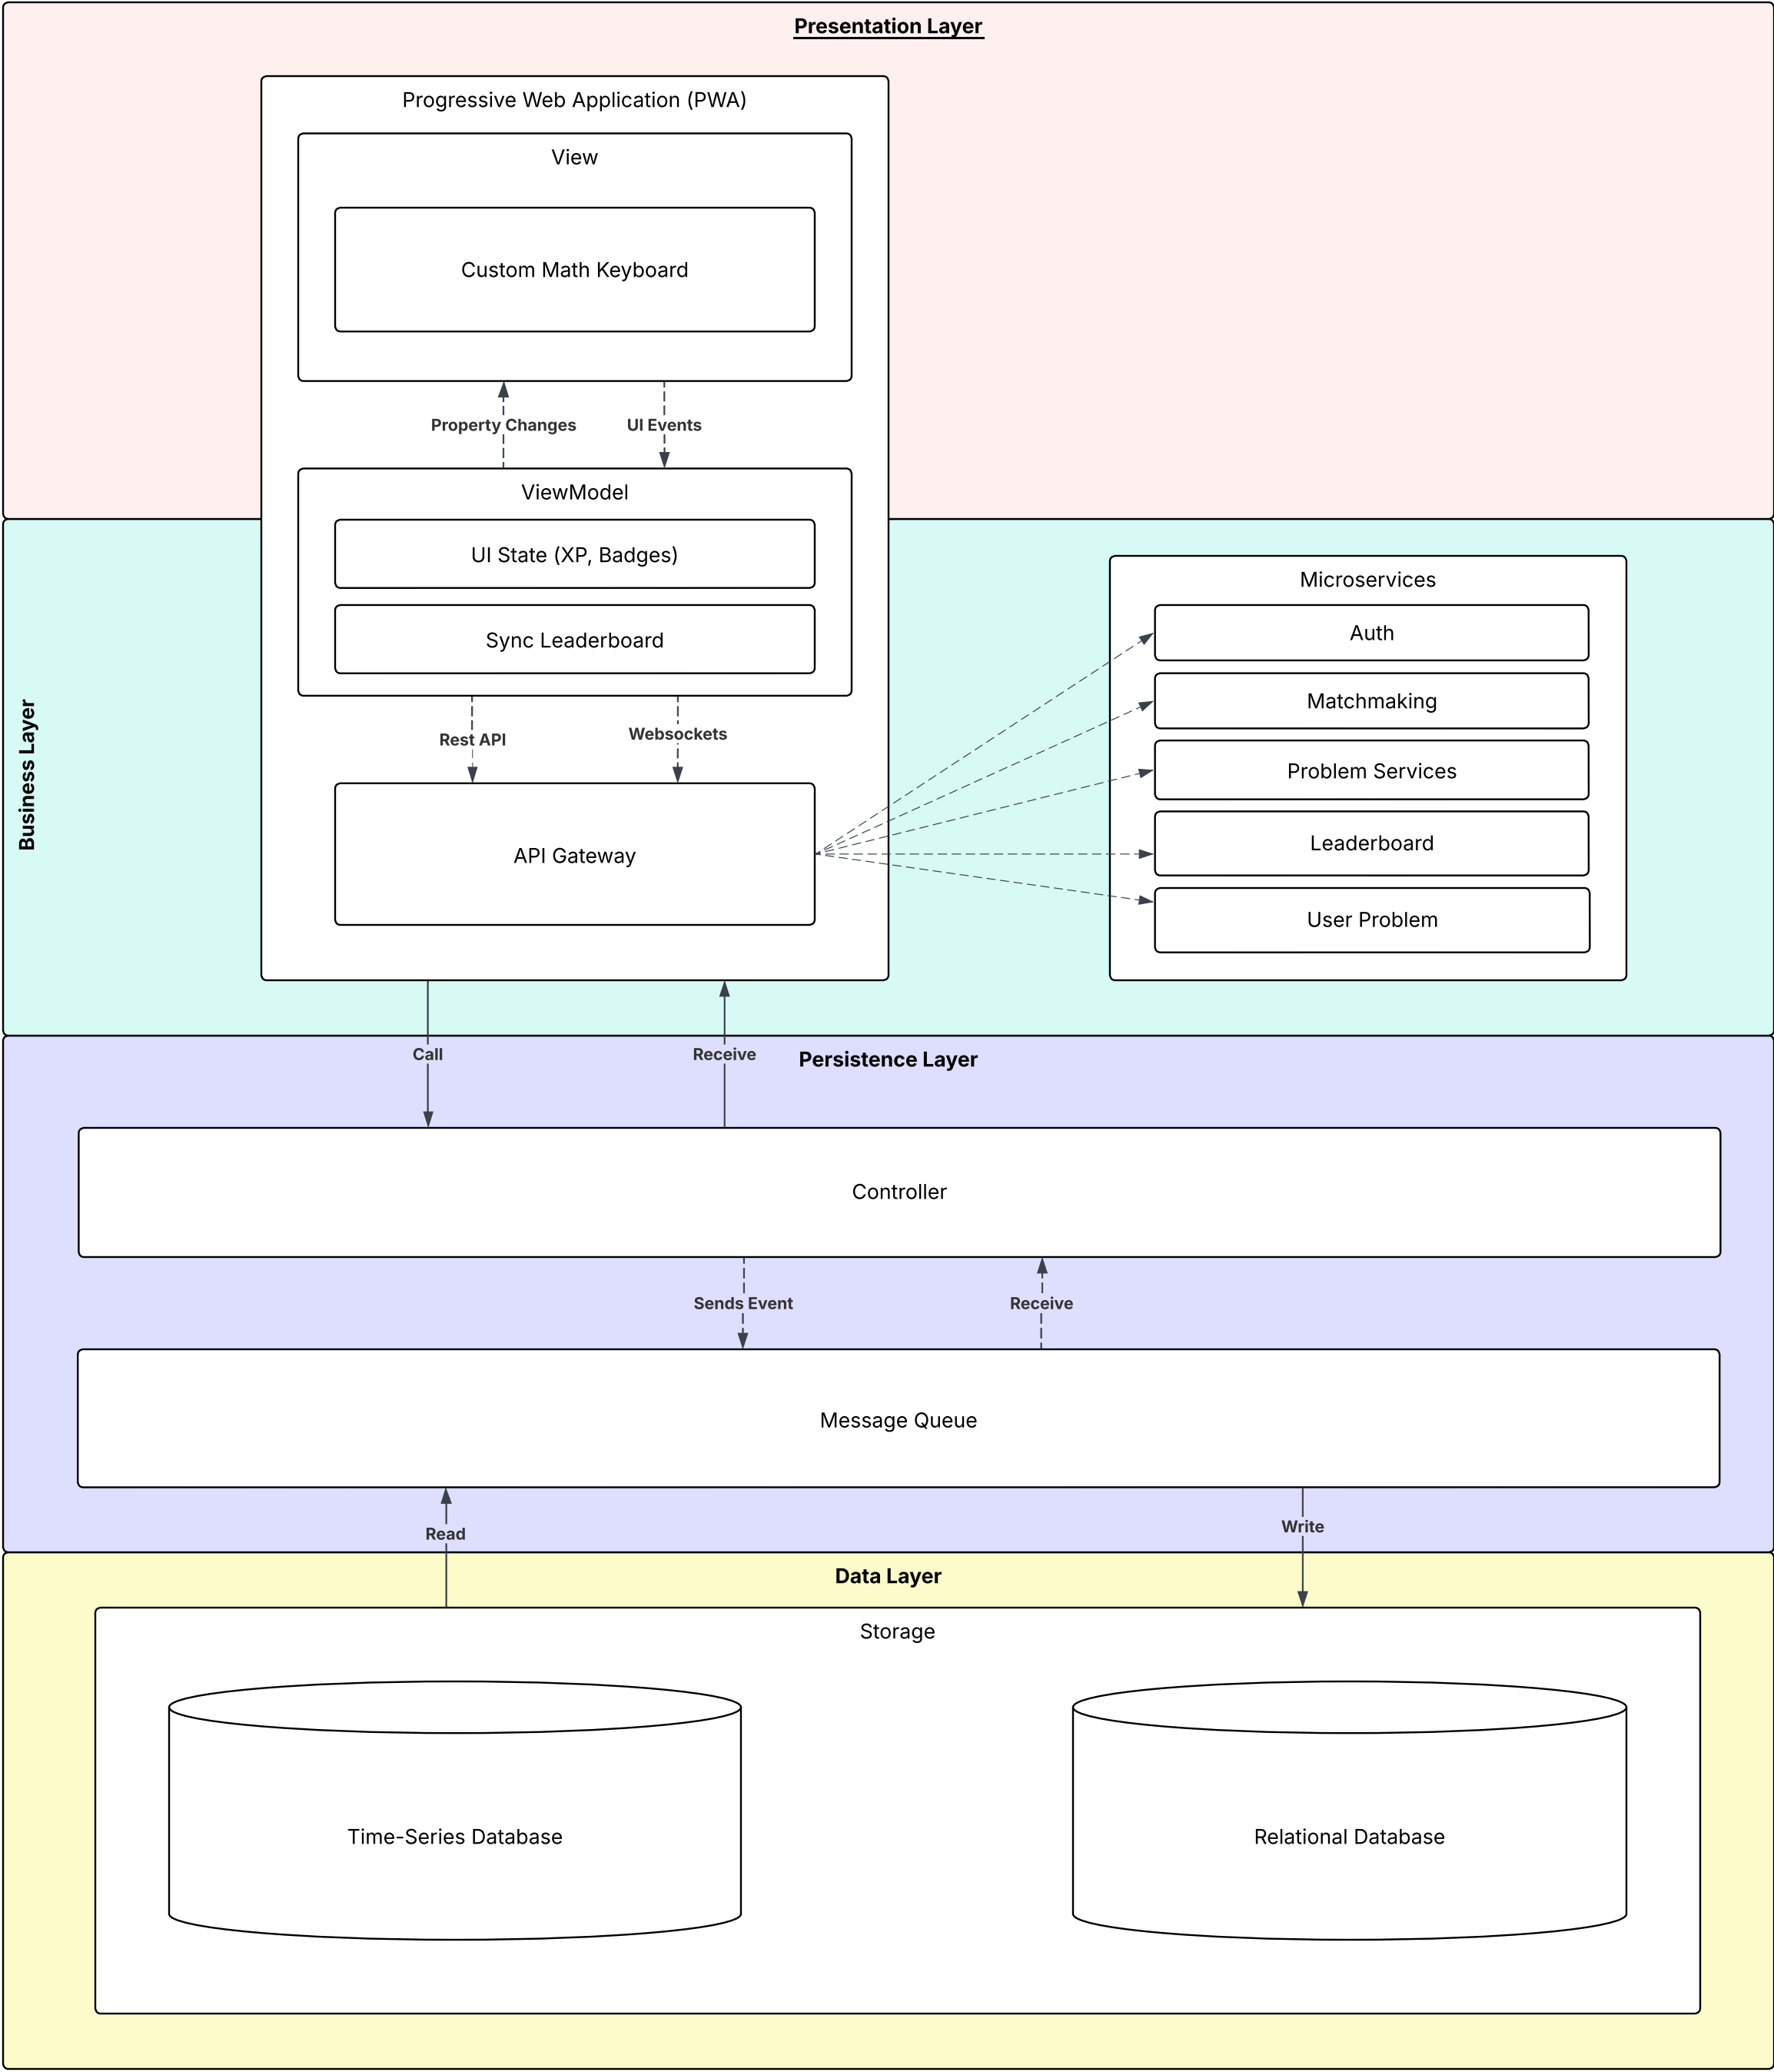 Presentation Layer
Progressive Web Application (PWA)
View
Custom Math Keyboard
Property Changes
UI Events
ViewModel
UI State (XP, Badges)
Sync Leaderboard
Rest API
Websockets
API Gateway
Business Layer
Microservices
Auth
Matchmaking
Problem Services
Leaderboard
User Problem
Call
Receive
Persistence Layer
Controller
Sends Event
Receive
Message Queue
Read
Write
Data Layer
Storage
Time-Series Database
Relational Database